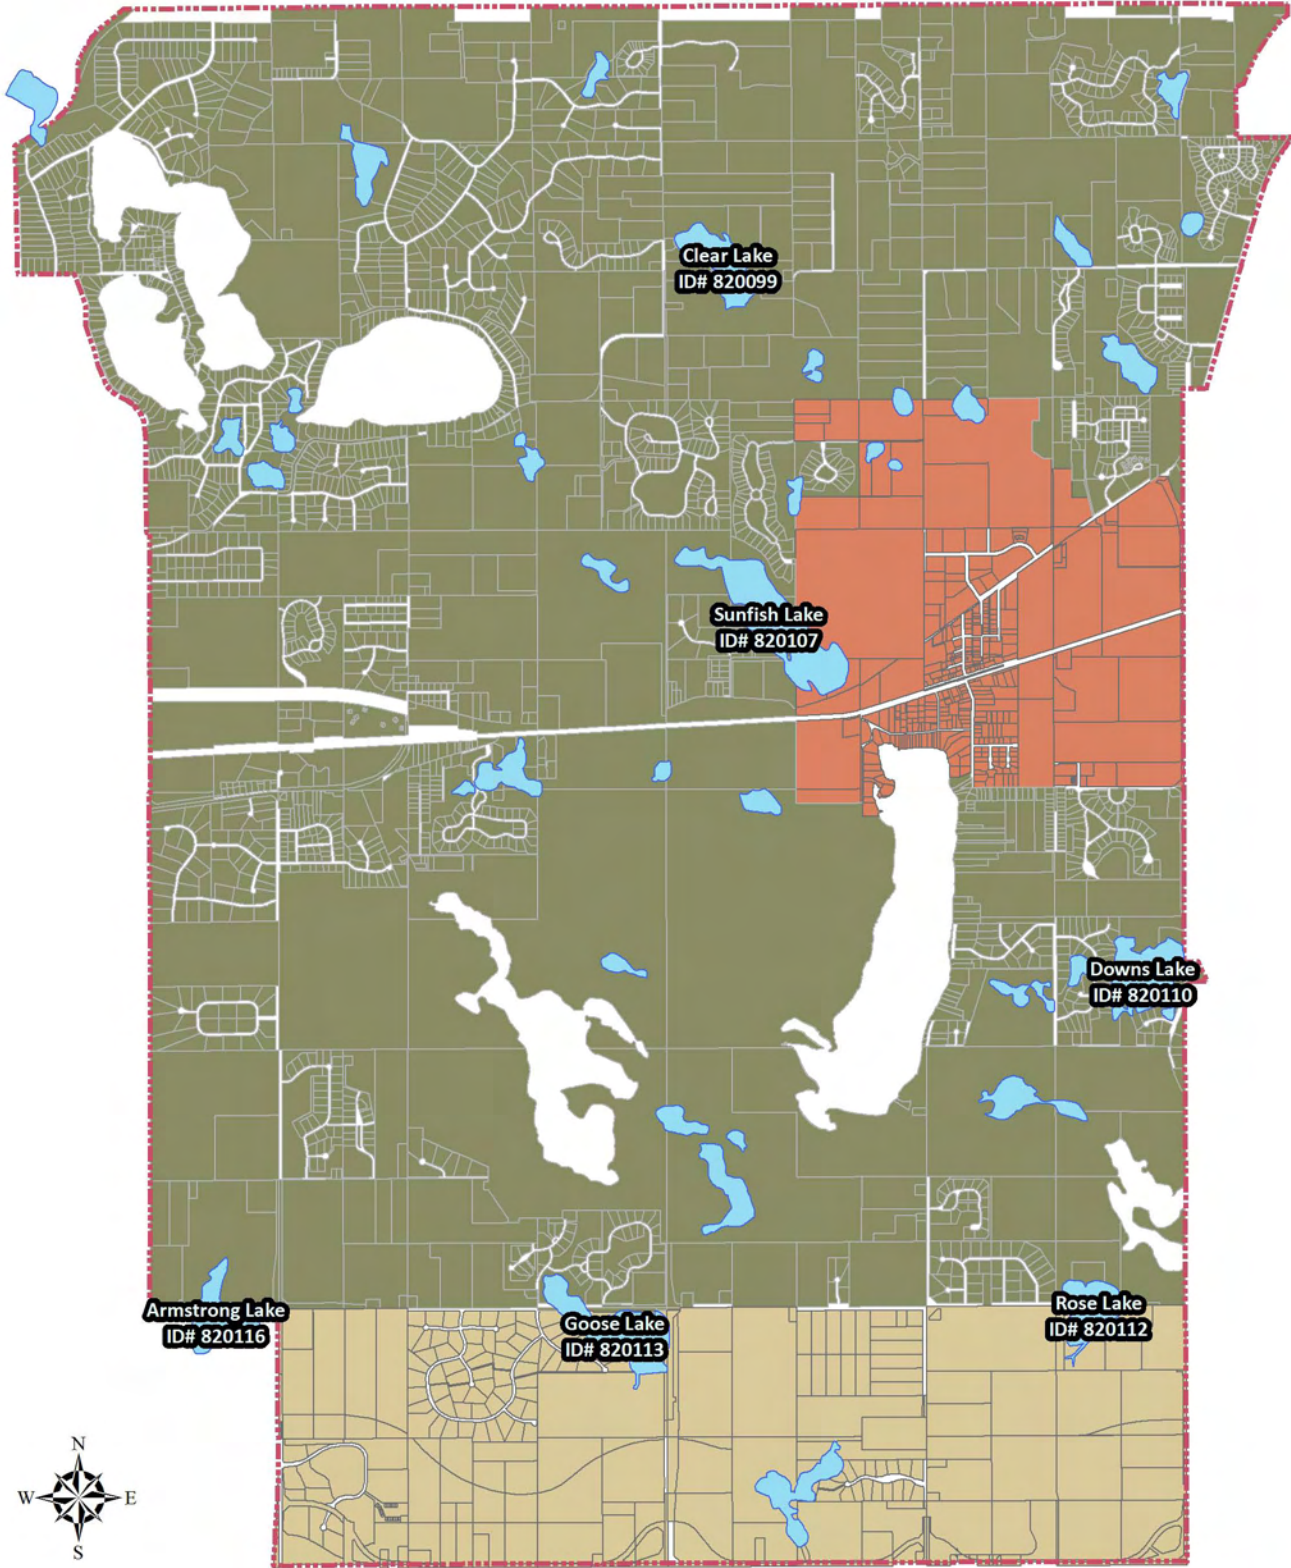 Clear Lake
ID# 820099
Sunfish Lake
ID# 820107
Downs Lake
ID# 820110
Armstrong Lake
ID# 820116
Goose Lake
ID# 820113
Rose Lake
ID# 820112
N
W E
S